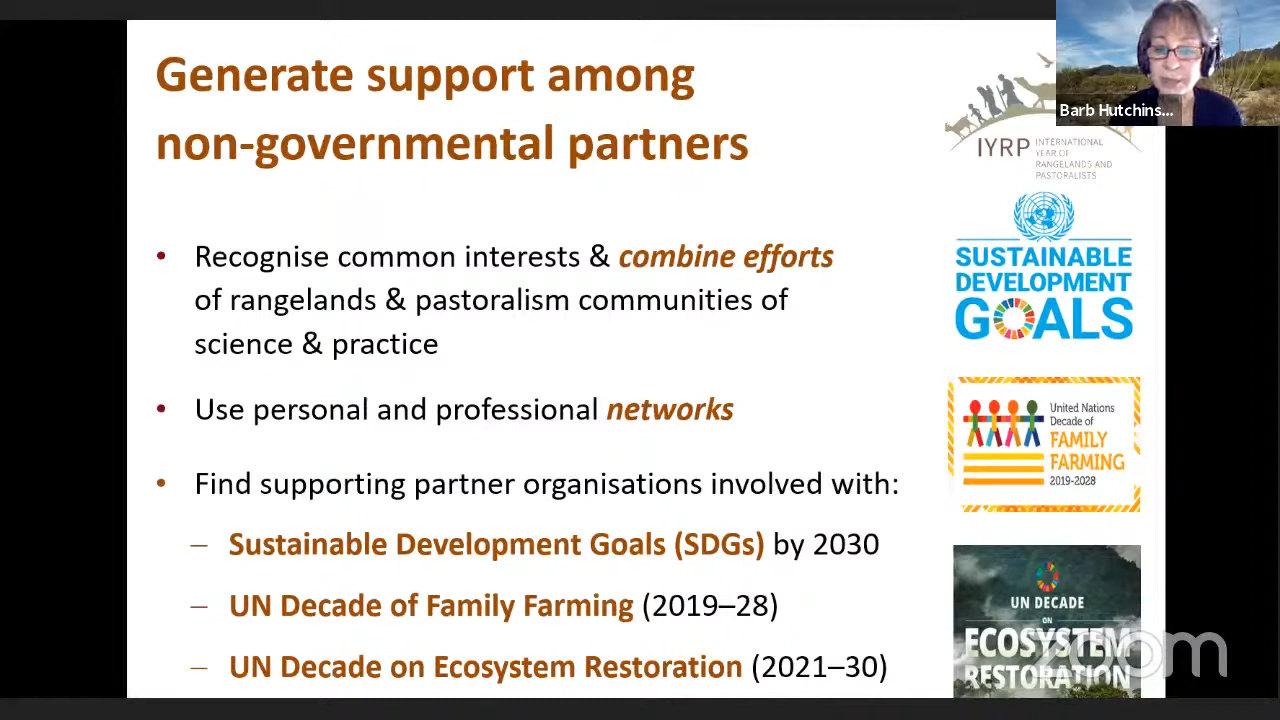 Generate support among
non-governmental partners
• Recognise common interests & combine efforts
of rangelands & pastoralism communities of
science & practice
• Use personal and professional networks
• Find supporting partner organisations involved with:
– Sustainable Development Goals (SDGs) by 2030
– UN Decade of Family Farming (2019–28)
– UN Decade on Ecosystem Restoration (2021–30)
Barb Hutchins...
IYRP
INTERNATIONAL
YEAR OF
RANGELANDS AND
PASTORALISTS
SUSTAINABLE
DEVELOPMENT
GOALS
United Nations
Decade of
FAMILY
FARMING
2019-2028
UN DECADE
ON
ECOSYSTEM
RESTORATION
zoom